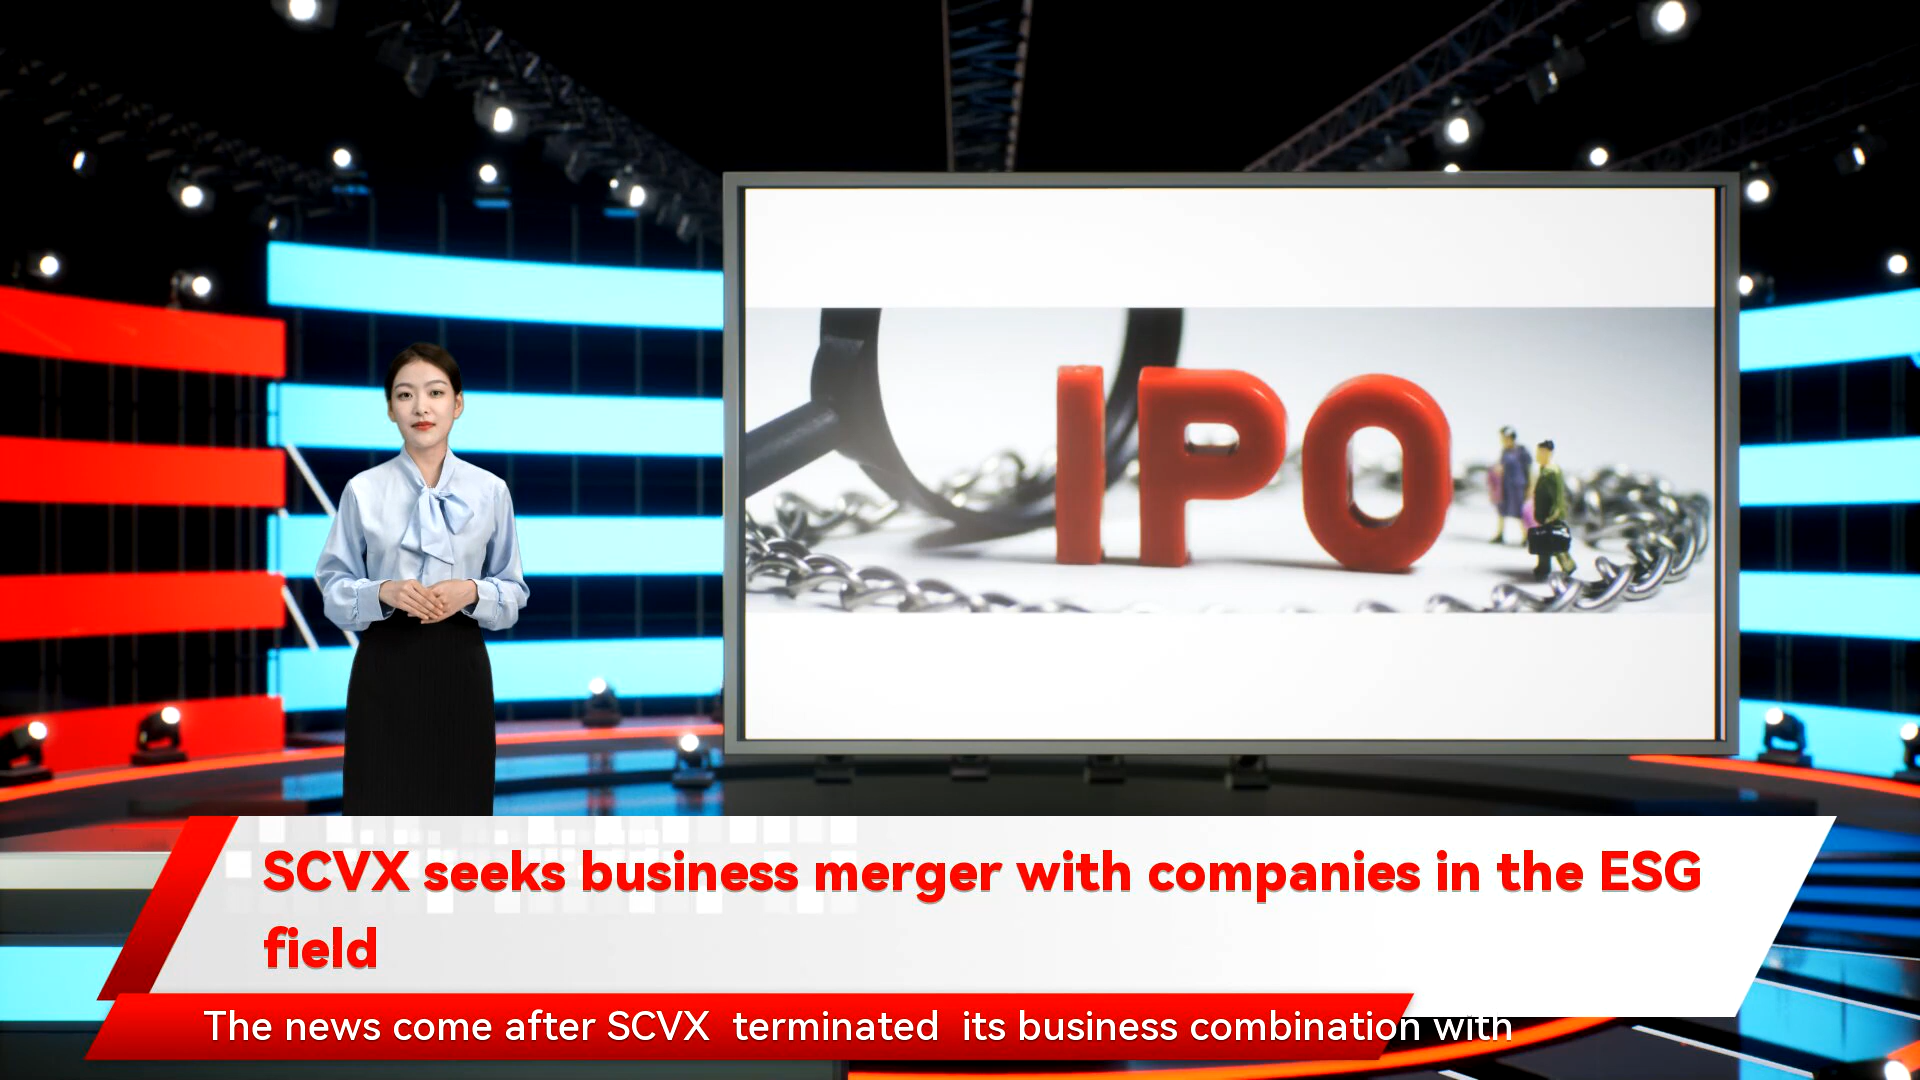 IPO
SCVX seeks business merger with companies in the ESG
field
The news come after SCVX terminated its business combination with